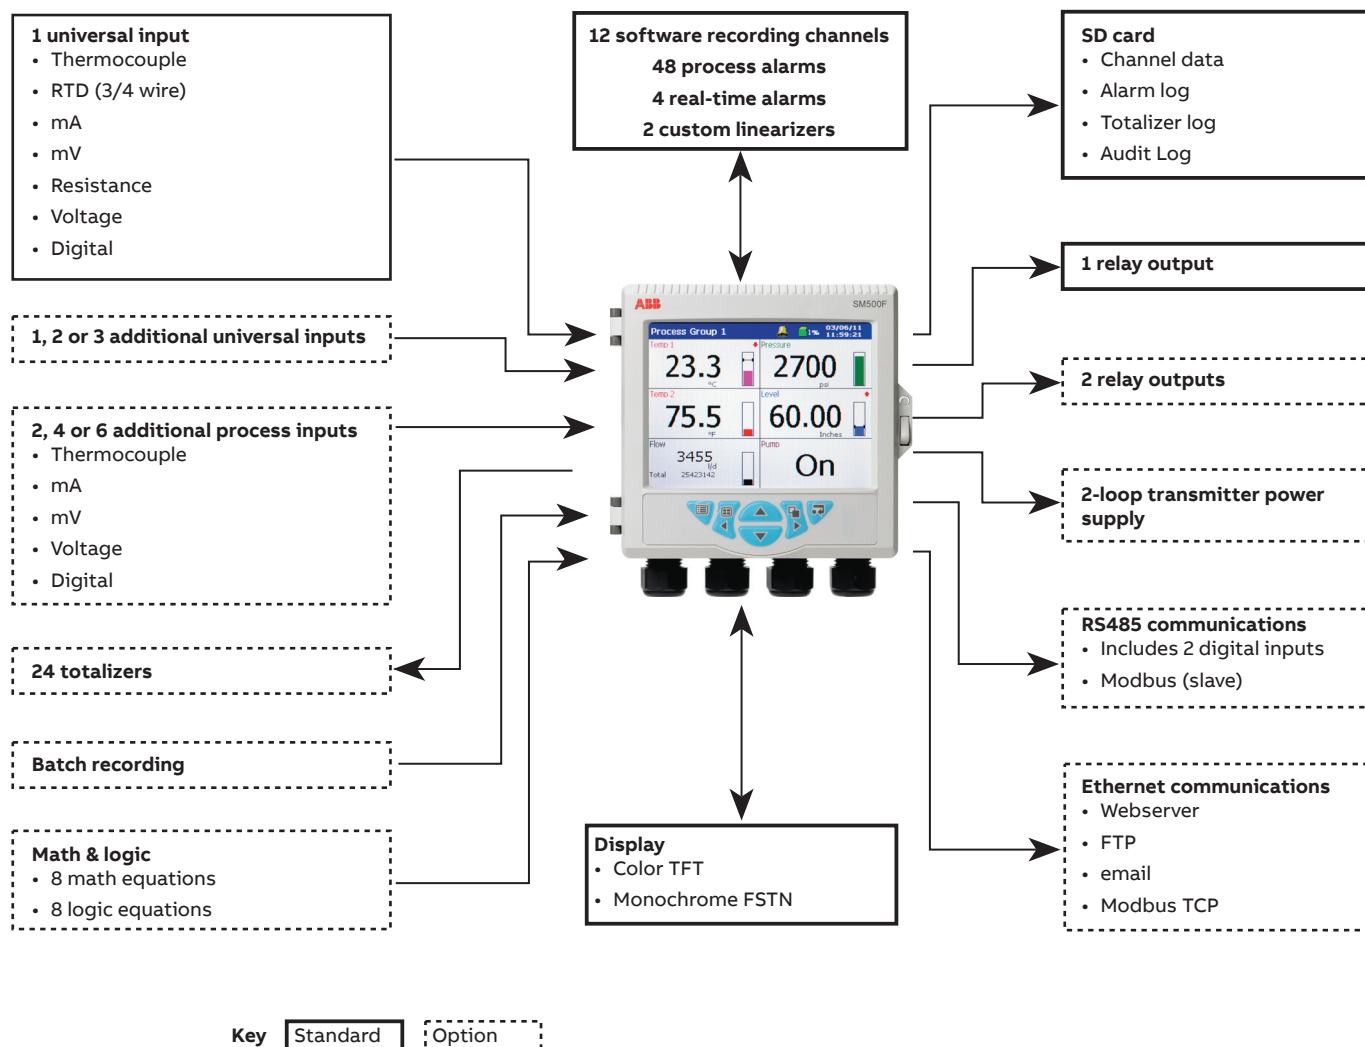 1 universal input
• Thermocouple
• RTD (3/4 wire)
• mA
• mV
• Resistance
• Voltage
• Digital
1, 2 or 3 additional universal inputs
2, 4 or 6 additional process inputs
• Thermocouple
• mA
• mV
• Voltage
• Digital
24 totalizers
Batch recording
Math & logic
• 8 math equations
• 8 logic equations
12 software recording channels
48 process alarms
4 real-time alarms
2 custom linearizers
ABB
SM500F
Process Group 1
1%
03/06/11
11:59:21
Temp 1
23.3
°C
Pressure
2700
psi
Temp 2
75.5
°F
Level
60.00
Inches
Flow
3455
l/d
Total 25423142
Pump
On
Display
• Color TFT
• Monochrome FSTN
SD card
• Channel data
• Alarm log
• Totalizer log
• Audit Log
1 relay output
2 relay outputs
2-loop transmitter power
supply
RS485 communications
• Includes 2 digital inputs
• Modbus (slave)
Ethernet communications
• Webserver
• FTP
• email
• Modbus TCP
Key Standard Option